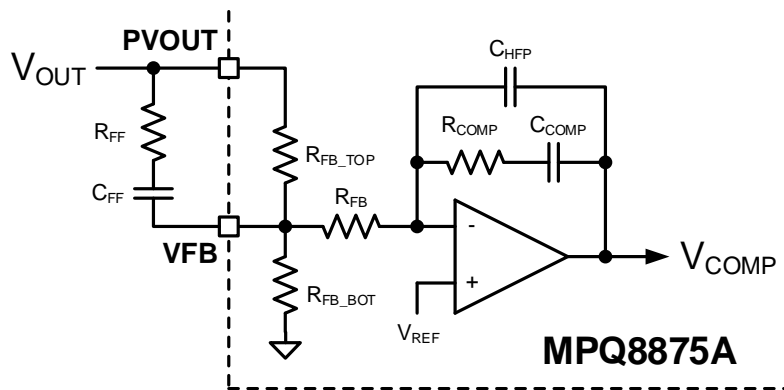 PVOUT
V_OUT
C_HFP
R_FF
R_COMP
C_COMP
R_FB_TOP
C_FF
R_FB
VFB
-
+
V_COMP
R_FB_BOT
V_REF
MPQ8875A